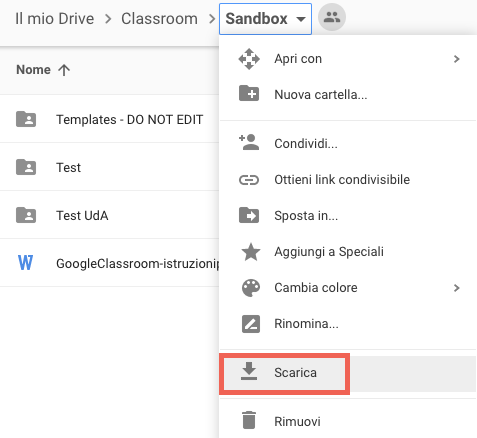 Il mio Drive > Classroom > Sandbox
Nome
Templates - DO NOT EDIT
Test
Test UdA
W GoogleClassroom-istruzionip
Apri con
Nuova cartella...
Condividi...
Ottieni link condivisibile
Sposta in...
Aggiungi a Speciali
Cambia colore
Rinomina...
Scarica
Rimuovi